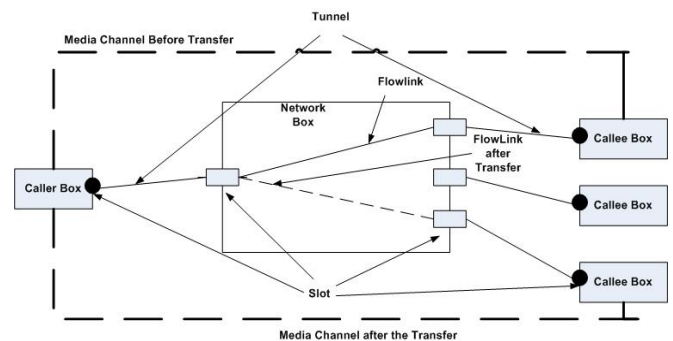 Tunnel
Media Channel Before Transfer
Flowlink
Network
Box
FlowLink
after
Transfer
Callee Box
Caller Box
Callee Box
Callee Box
Slot
Media Channel after the Transfer